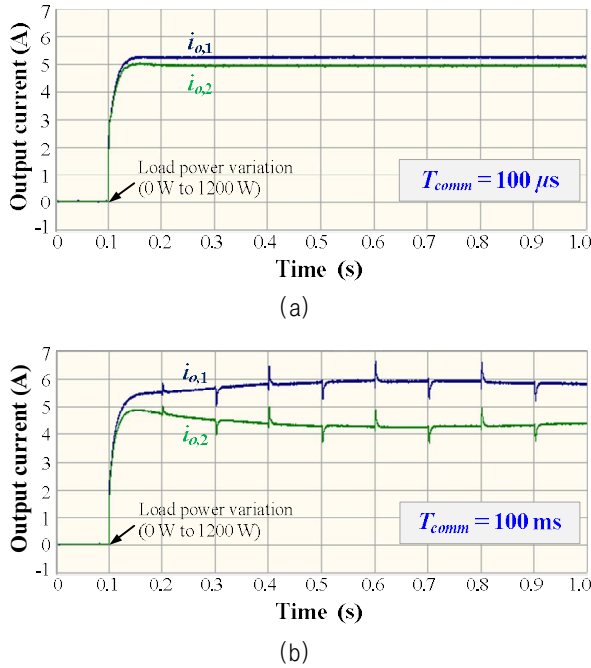 7
6
5
4
3
2
1
0
-1
Output current (A)
io,1
io,2
Load power variation
(0 W to 1200 W)
Tcomm = 100 μs
0 0.1 0.2 0.3 0.4 0.5 0.6 0.7 0.8 0.9 1.0
Time (s)
(a)
7
6
5
4
3
2
1
0
-1
Output current (A)
io,1
io,2
Load power variation
(0 W to 1200 W)
Tcomm = 100 ms
0 0.1 0.2 0.3 0.4 0.5 0.6 0.7 0.8 0.9 1.0
Time (s)
(b)